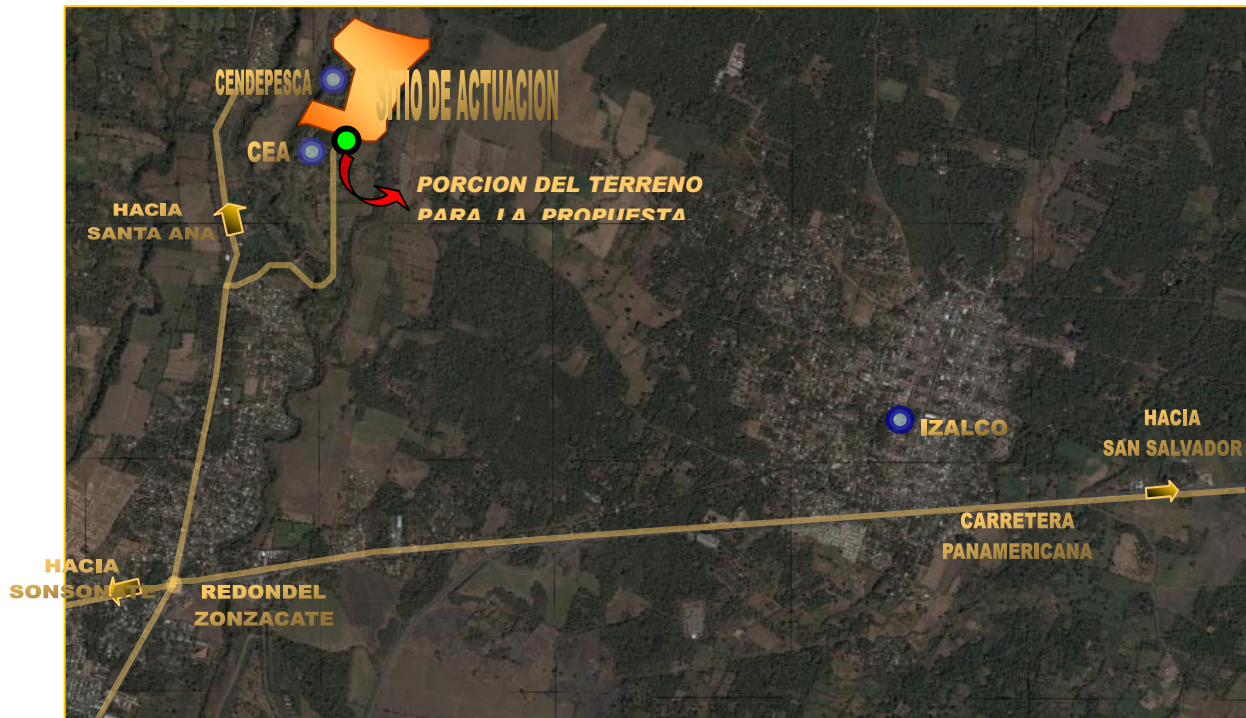 CENDEPESCA
SITIO DE ACTUACION
CEA
PORCION DEL TERRENO
PARA LA PROPUESTA
HACIA
SANTA ANA
IZALCO
HACIA
SAN SALVADOR
CARRETERA
PANAMERICANA
HACIA
SONSONATE
REDONDEL
ZONZACATE